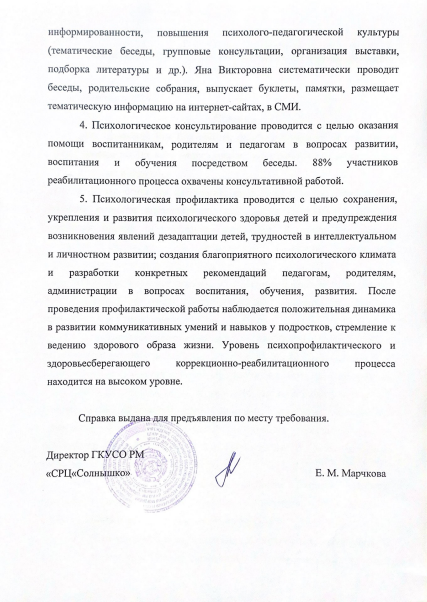 информированности, повышения психолого-педагогической культуры
(тематические беседы, групповые консультации, организация выставки,
подборка литературы и др.). Яна Викторовна систематически проводит
беседы, родительские собрания, выпускает буклеты, памятки, размещает
тематическую информацию на интернет-сайтах, в СМИ.
4. Психологическое консультирование проводится с целью оказания
помощи воспитанникам, родителям и педагогам в вопросах развитии,
воспитания и обучения посредством беседы. 88% участников
реабилитационного процесса охвачены консультативной работой.
5. Психологическая профилактика проводится с целью сохранения,
укрепления и развития психологического здоровья детей и предупреждения
возникновения явлений дезадаптации детей, трудностей в интеллектуальном
и личностном развитии; создания благоприятного психологического климата
и разработки конкретных рекомендаций педагогам, родителям,
администрации в вопросах воспитания, обучения, развития. После
проведения профилактической работы наблюдается положительная динамика
в развитии коммуникативных умений и навыков у подростков, стремление к
ведению здорового образа жизни. Уровень психопрофилактического и
здоровьесберегающего коррекционно-реабилитационного процесса
находится на высоком уровне.
Справка выдана для предъявления по месту требования.
Директор ГКУСО РМ
«СРЦ«Солнышко» Е. М. Марчкова